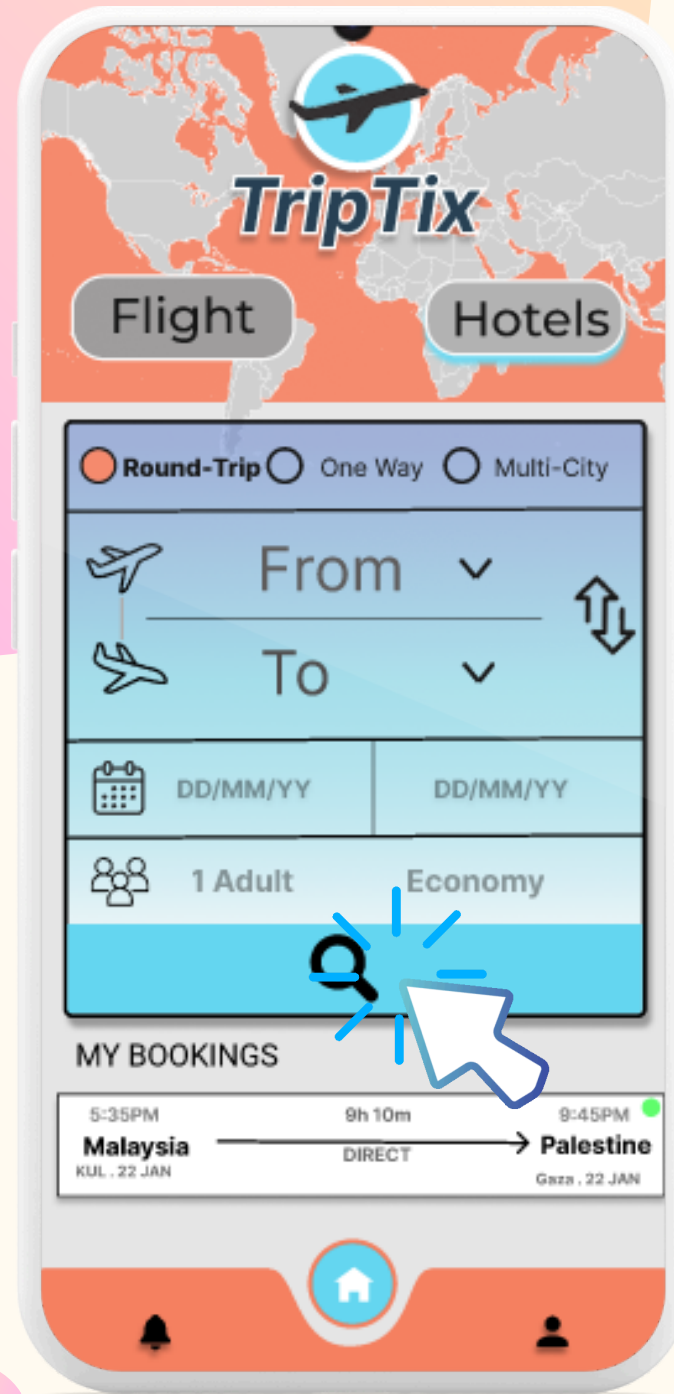 TripTix
Flight Hotels
Round-Trip One Way Multi-City
From
To
DD/MM/YY DD/MM/YY
1 Adult Economy
MY BOOKINGS
5:35PM 9h 10m 9:45PM
Malaysia DIRECT Palestine
KUL . 22 JAN Gaza . 22 JAN